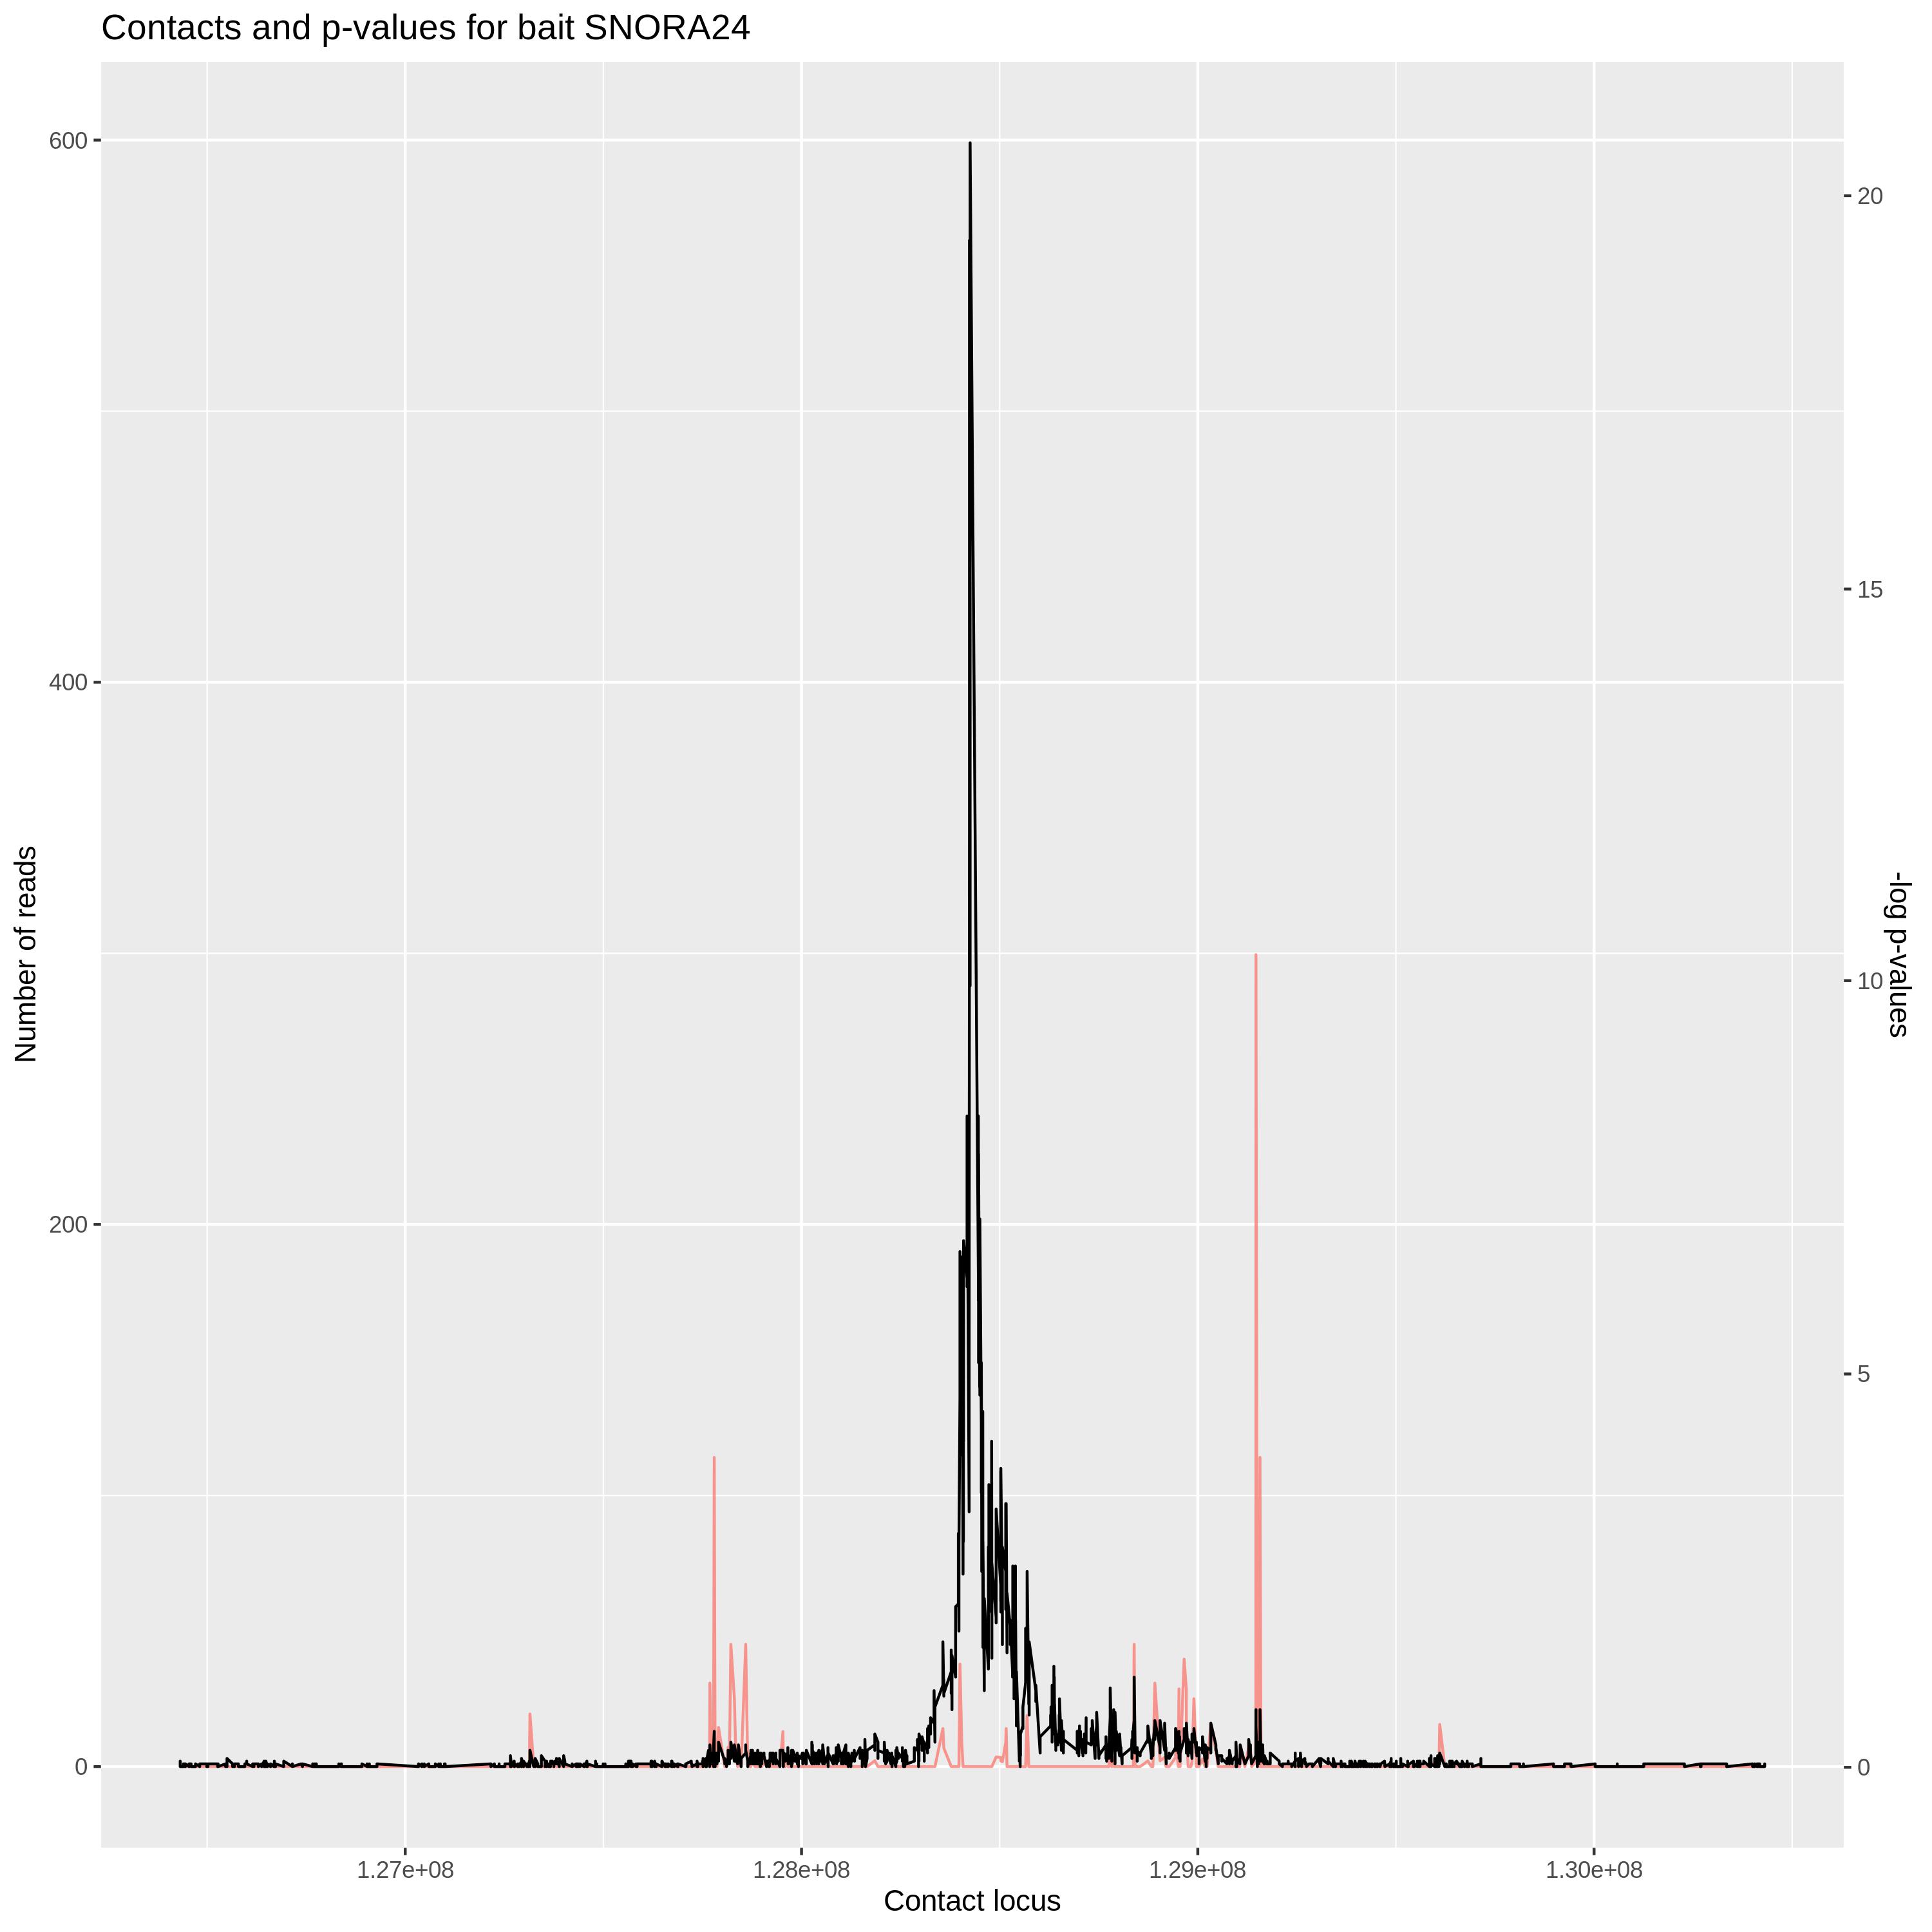 Contacts and p-values for bait SNORA24
600
400
200
0
Number of reads
20
15
10
5
0
-log p-values
1.27e+08
1.28e+08
1.29e+08
1.30e+08
Contact locus